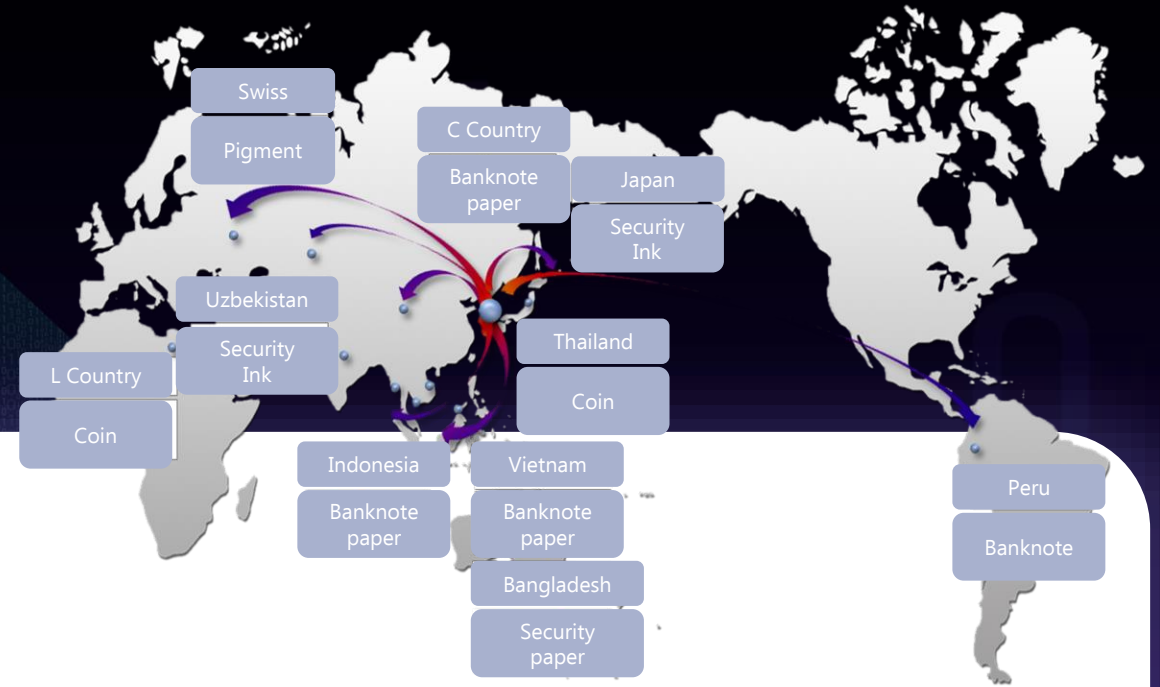 Swiss
Pigment
C Country
Banknote
paper
Japan
Security
Ink
Uzbekistan
Security
Ink
L Country
Coin
Thailand
Coin
Indonesia
Banknote
paper
Vietnam
Banknote
paper
Bangladesh
Security
paper
Peru
Banknote